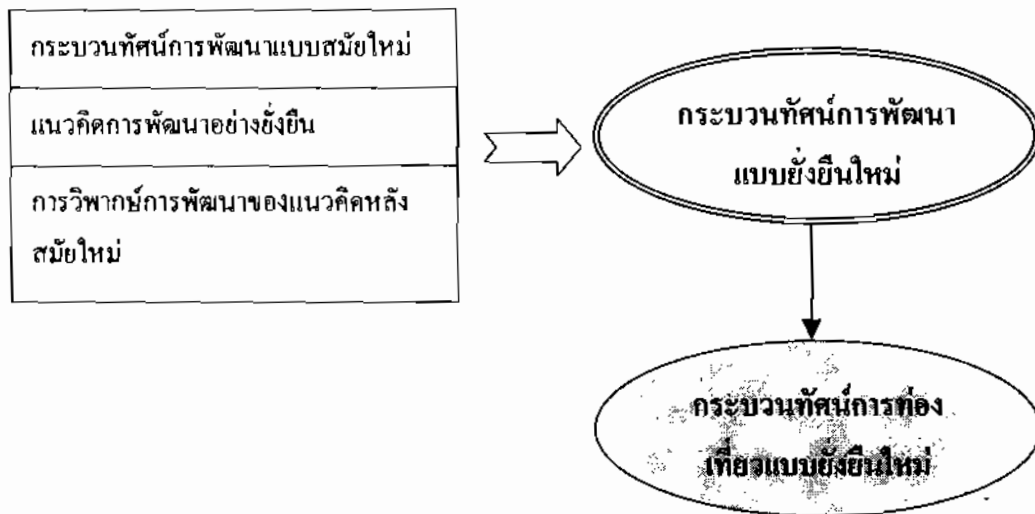 กระบวนทัศน์การพัฒนาแบบสมัยใหม่
แนวคิดการพัฒนาอย่างยั่งยืน
การวิพากษ์การพัฒนาของแนวคิดหลัง
สมัยใหม่
กระบวนทัศน์การพัฒนา
แบบยั่งยืนใหม่
กระบวนทัศน์การท่อง
เที่ยวแบบยั่งยืนใหม่